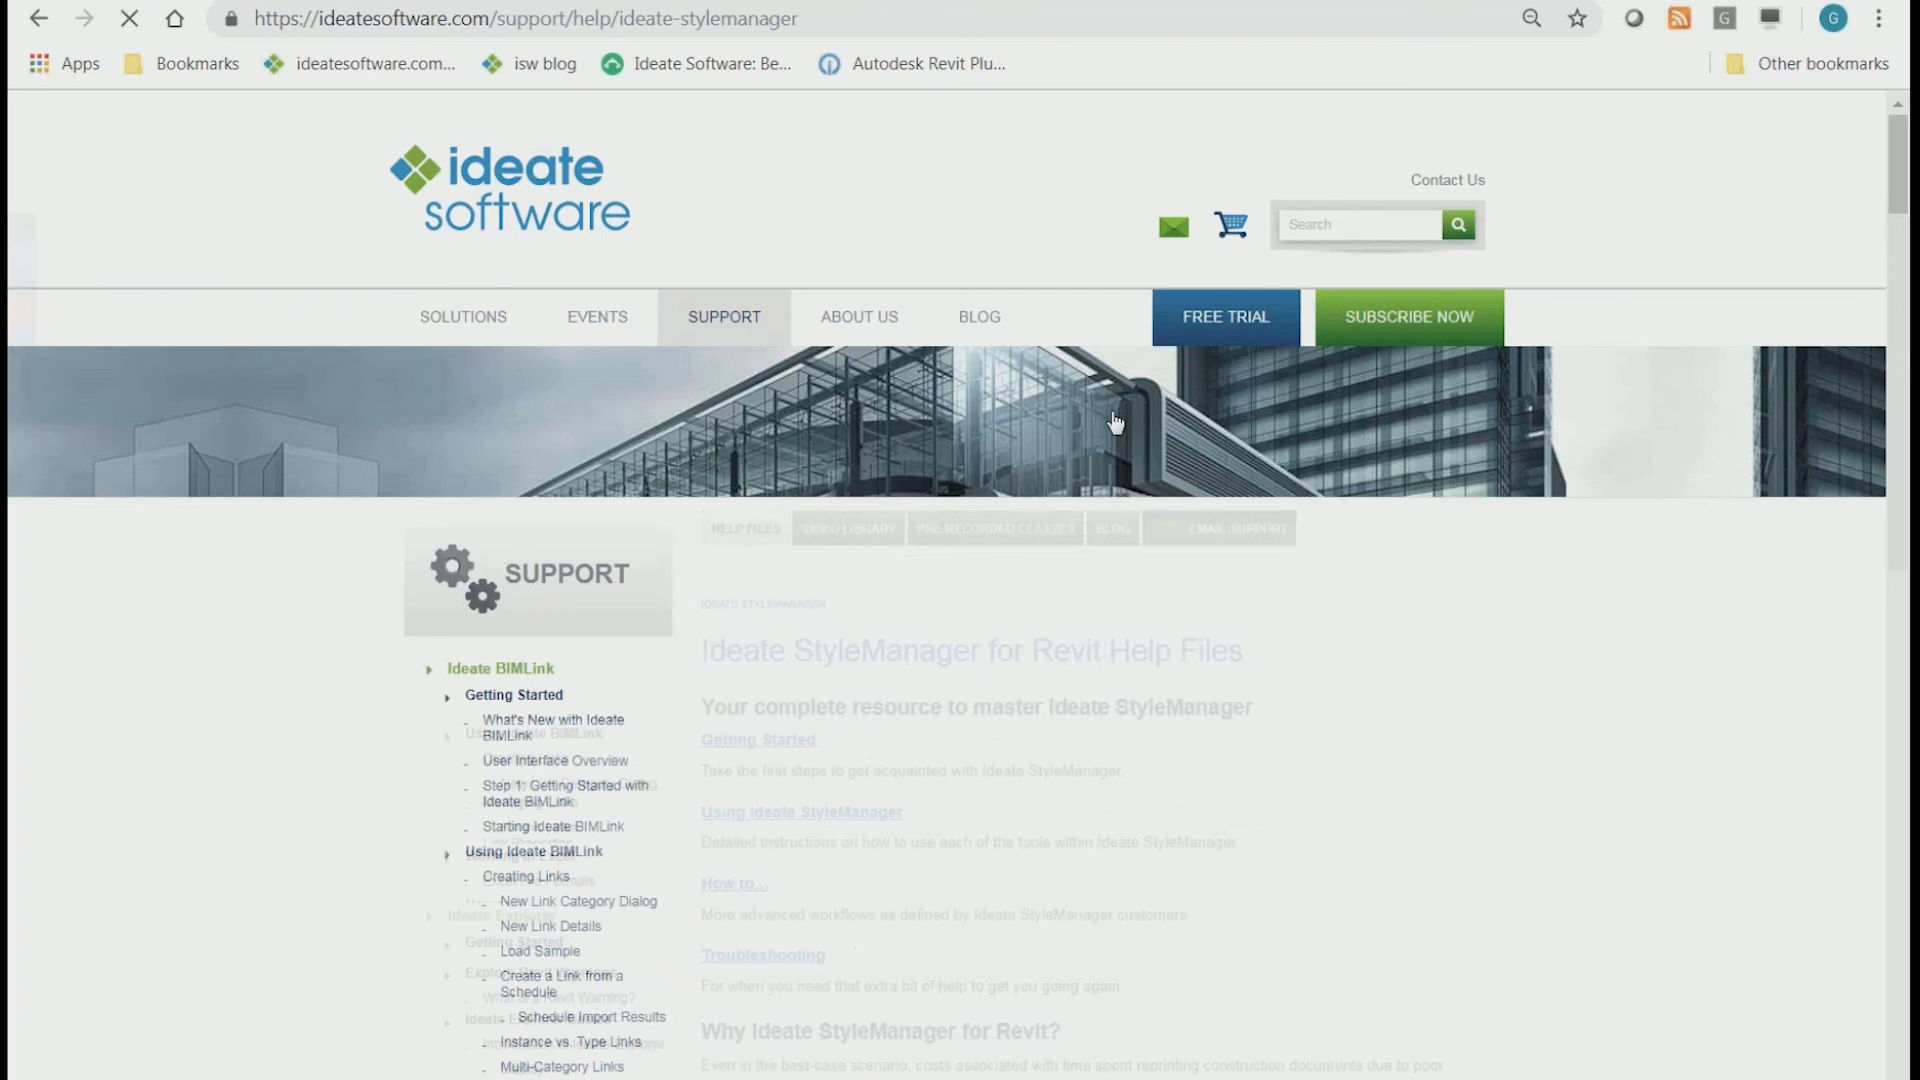 https://ideatesoftware.com/support/help/ideate-stylemanager
G
G
Apps
Bookmarks
ideatesoftware.com...
isw blog
Ideate Software: Be...
Autodesk Revit Plu...
Other bookmarks
ideate
software
Contact Us
Search
SOLUTIONS
EVENTS
SUPPORT
ABOUT US
BLOG
FREE TRIAL
SUBSCRIBE NOW
HELP FILES
VIDEO LIBRARY
PRE-RECORDED CLASSES
BLOG
EMAIL SUPPORT
SUPPORT
Ideate BIMLink
Getting Started
What's New with Ideate
BIMLink
User Interface Overview
Step 1: Getting Started with
Ideate BIMLink
Starting Ideate BIMLink
Using Ideate BIMLink
Creating Links
New Link Category Dialog
New Link Details
Load Sample
Create a Link from a
Schedule
Schedule Import Results
Instance vs. Type Links
Multi-Category Links
IDEATE STYLEMANAGER
Ideate StyleManager for Revit Help Files
Your complete resource to master Ideate StyleManager
Getting Started
Take the first steps to get acquainted with Ideate StyleManager.
Using Ideate StyleManager
Detailed instructions on how to use each of the tools within Ideate StyleManager
How to...
More advanced workflows as defined by Ideate StyleManager customers
Troubleshooting
For when you need that extra bit of help to get you going again
Why Ideate StyleManager for Revit?
Even in the best-case scenario, costs associated with time spent reprinting construction documents due to poor